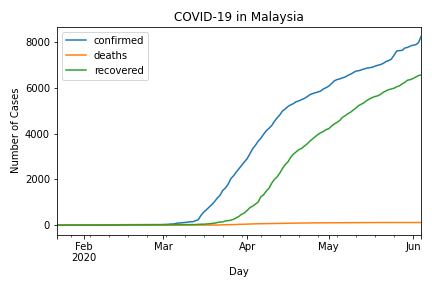 COVID-19 in Malaysia
confirmed
deaths
recovered
Number of Cases
8000
6000
4000
2000
0
Feb
2020
Mar
Apr
May
Jun
Day